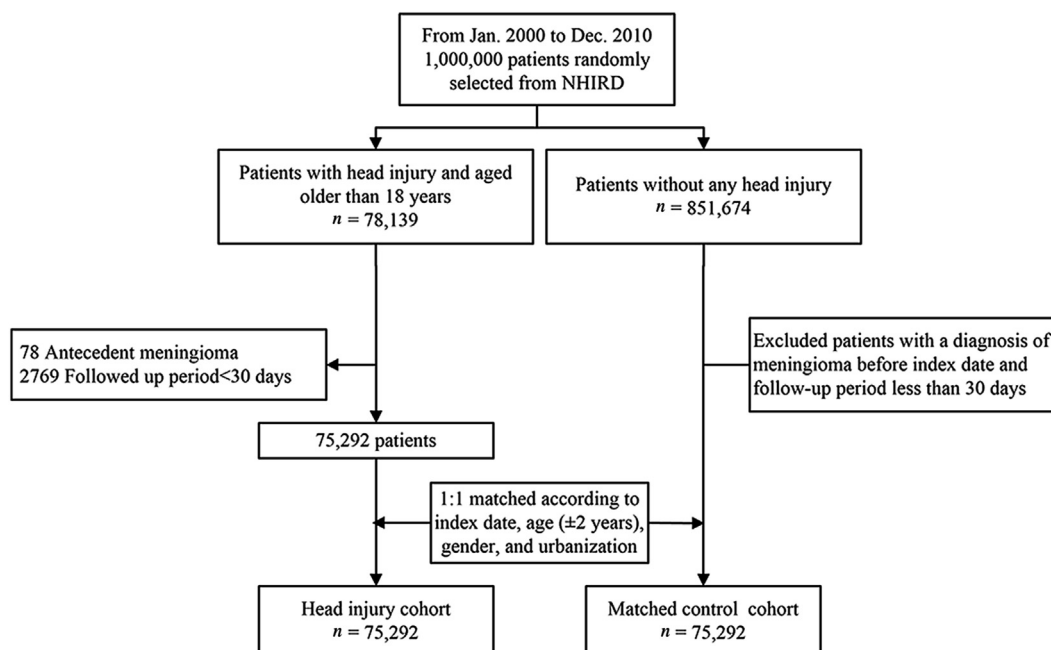 From Jan. 2000 to Dec. 2010
1,000,000 patients randomly
selected from NHIRD
Patients with head injury and aged
older than 18 years
n = 78,139
Patients without any head injury
n = 851,674
78 Antecedent meningioma
2769 Followed up period<30 days
Excluded patients with a diagnosis of
meningioma before index date and
follow-up period less than 30 days
75,292 patients
1:1 matched according to
index date, age (±2 years),
gender, and urbanization
Head injury cohort
n = 75,292
Matched control cohort
n = 75,292